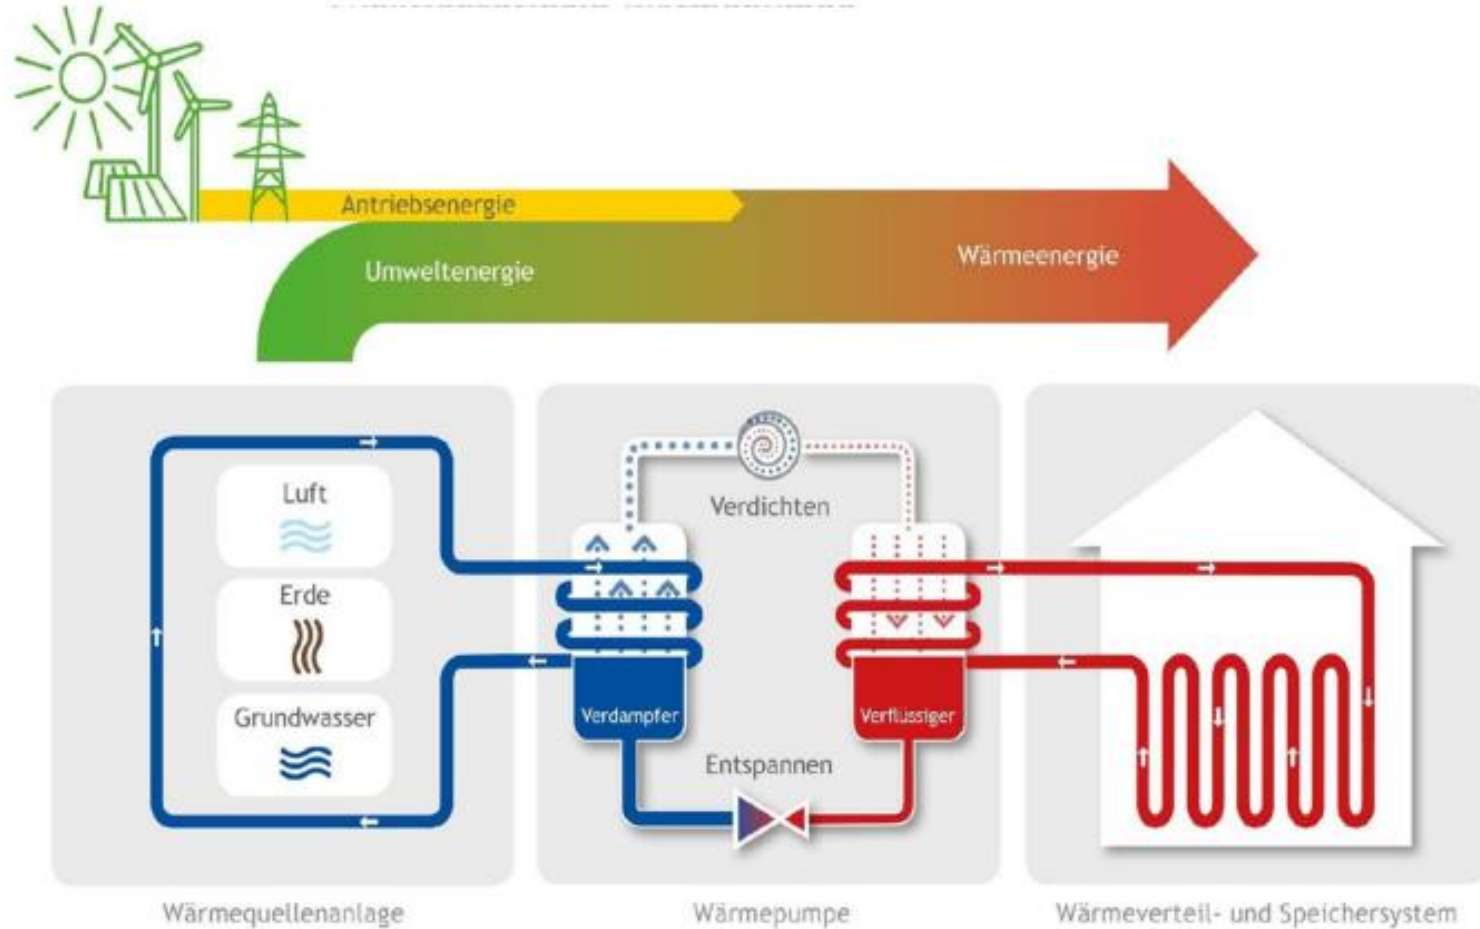 Antriebsenergie
Umweltenergie
Wärmeenergie
Luft
Erde
Grundwasser
Verdichten
Verdampfer
Verflüssiger
Entspannen
Wärmequellenanlage
Wärmepumpe
Wärmeverteil- und Speichersystem